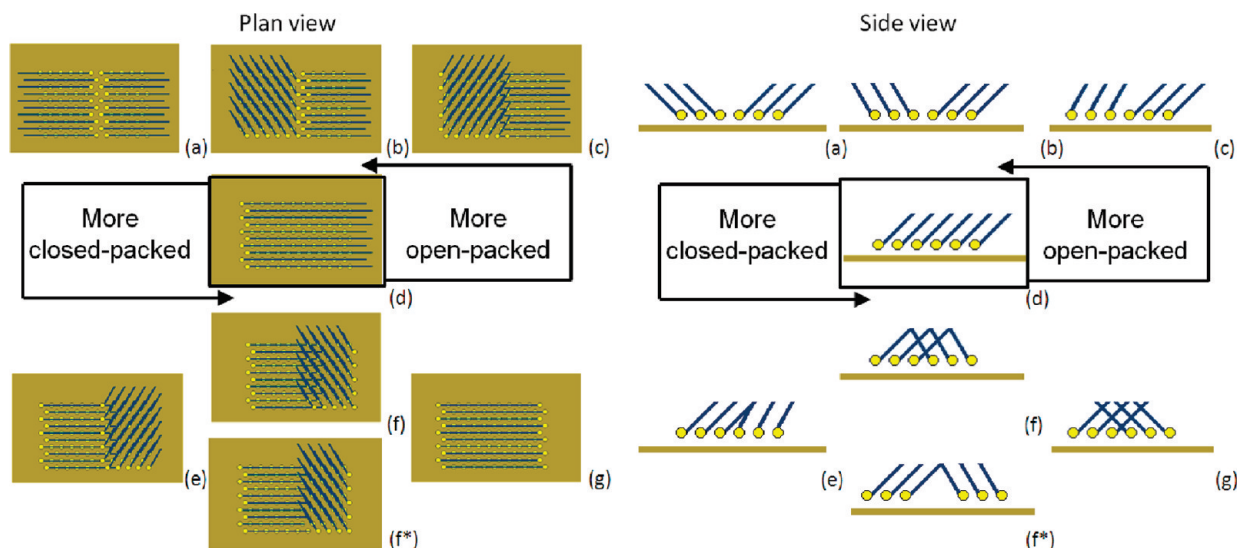 Plan view
Side view
(a)
(b)
(c)
(a)
(b)
(c)
More
closed-packed
More
open-packed
More
closed-packed
More
open-packed
(d)
(d)
(e)
(f)
(f*)
(g)
(e)
(f)
(f*)
(g)